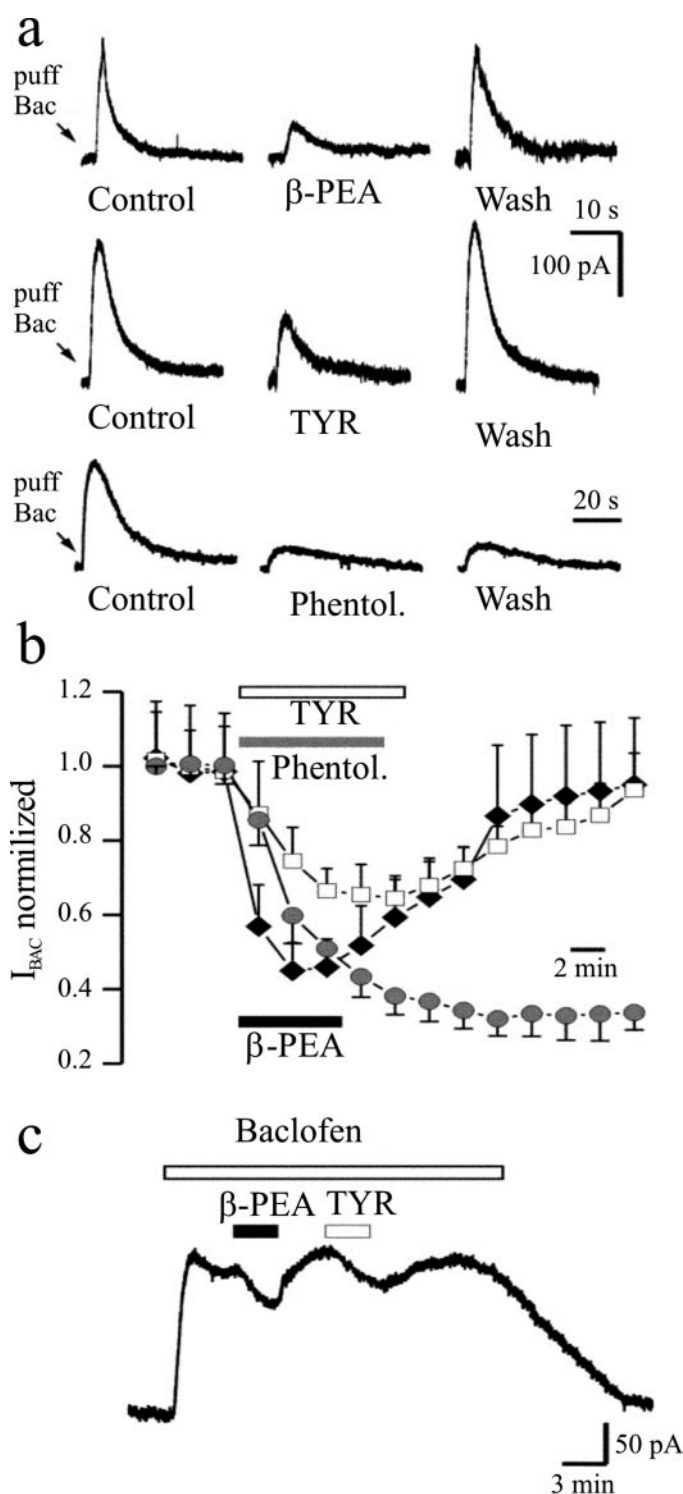 a
puff
Bac
Control
β-PEA
Wash
10 s
100 pA
puff
Bac
Control
TYR
Wash
puff
Bac
20 s
Control
Phentol.
Wash
b
1.2
1.0
0.8
0.6
0.4
0.2
I BAC normilized
TYR
Phentol.
2 min
β-PEA
c
Baclofen
β-PEA TYR
50 pA
3 min